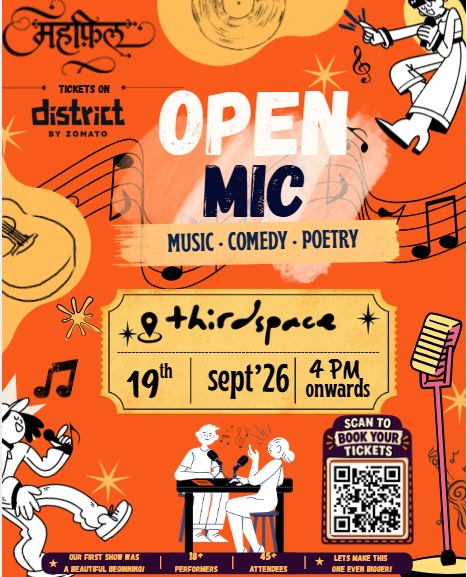 महफ़िल
TICKETS ON
district
BY ZOMATO
OPEN
MIC
MUSIC · COMEDY · POETRY
thirdspace
19th
sept'26
4 PM
onwards
SCAN TO
BOOK YOUR
TICKETS
OUR FIRST SHOW WAS
A BEAUTIFUL BEGINNING!
18+
PERFORMERS
45+
ATTENDEES
LETS MAKE THIS
ONE EVEN BIGGER!